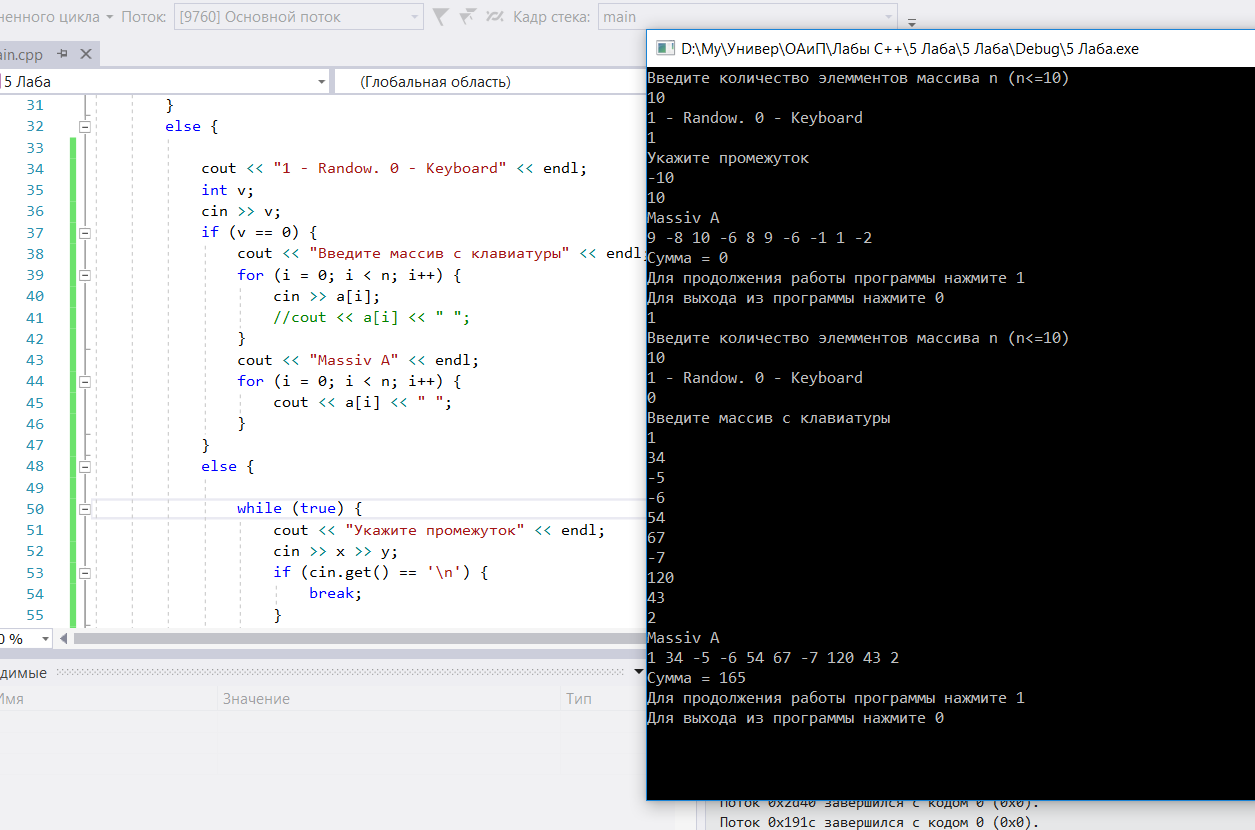 ненного цикла Поток: [9760] Основной поток Кадр стека: main
ain.cpp
5 Лаба (Глобальная область)
31 }
32 else {
33
34 cout << "1 - Randow. 0 - Keyboard" << endl;
35 int v;
36 cin >> v;
37 if (v == 0) {
38 cout << "Введите массив с клавиатуры" << endl;
39 for (i = 0; i < n; i++) {
40 cin >> a[i];
41 //cout << a[i] << " ";
42 }
43 cout << "Massiv A" << endl;
44 for (i = 0; i < n; i++) {
45 cout << a[i] << " ";
46 }
47 }
48 else {
49
50 while (true) {
51 cout << "Укажите промежуток" << endl;
52 cin >> x >> y;
53 if (cin.get() == '\n') {
54 break;
55 }
0 %
димые
Имя Значение Тип
D:\My\Универ\ОАиП\Лабы C++\5 Лаба\5 Лаба\Debug\5 Лаба.exe
Введите количество элемментов массива n (n<=10)
10
1 - Randow. 0 - Keyboard
1
Укажите промежуток
-10
10
Massiv A
9 -8 10 -6 8 9 -6 -1 1 -2
Сумма = 0
Для продолжения работы программы нажмите 1
Для выхода из программы нажмите 0
1
Введите количество элемментов массива n (n<=10)
10
1 - Randow. 0 - Keyboard
0
Введите массив с клавиатуры
1
34
-5
-6
54
67
-7
120
43
2
Massiv A
1 34 -5 -6 54 67 -7 120 43 2
Сумма = 165
Для продолжения работы программы нажмите 1
Для выхода из программы нажмите 0
Поток 0x2d40 завершился с кодом 0 (0x0).
Поток 0x191c завершился с кодом 0 (0x0).